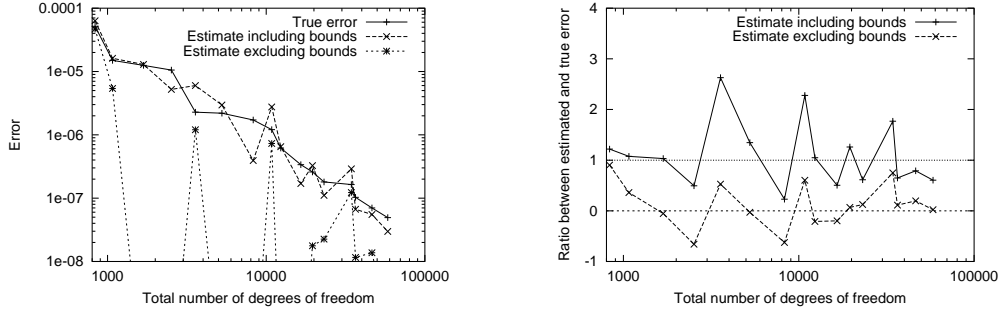 0.0001
1e-05
1e-06
1e-07
1e-08
1000
10000
100000
Error
Total number of degrees of freedom
True error
Estimate including bounds
Estimate excluding bounds
4
3
2
1
0
-1
1000
10000
100000
Ratio between estimated and true error
Total number of degrees of freedom
Estimate including bounds
Estimate excluding bounds